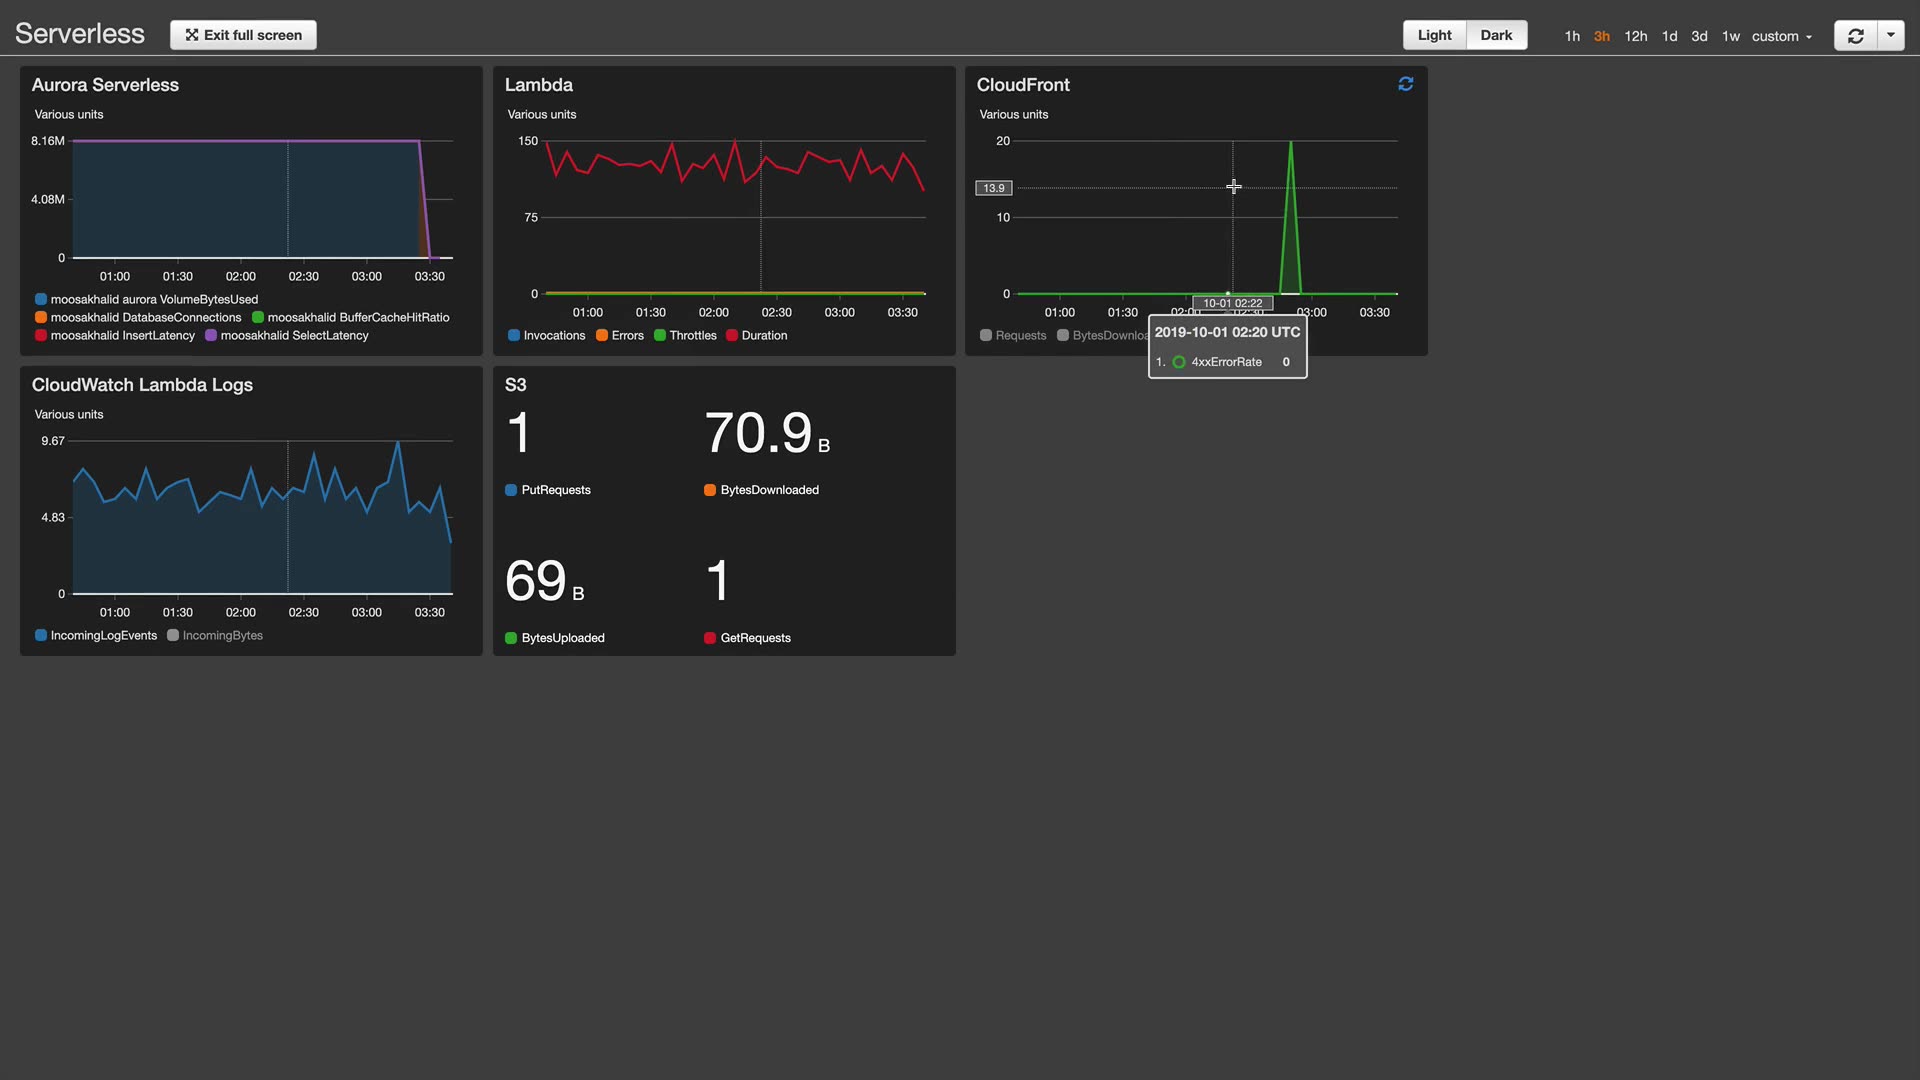 Serverless
Exit full screen
Light Dark
1h 3h 12h 1d 3d 1w custom
Aurora Serverless
Various units
8.16M
4.08M
0
01:00 01:30 02:00 02:30 03:00 03:30
moosakhalid aurora VolumeBytesUsed
moosakhalid DatabaseConnections moosakhalid BufferCacheHitRatio
moosakhalid InsertLatency moosakhalid SelectLatency
Lambda
Various units
150
75
0
01:00 01:30 02:00 02:30 03:00 03:30
Invocations Errors Throttles Duration
CloudFront
Various units
20
13.9
10
0
10-01 02:22
01:00 01:30 02:00 02:30 03:00 03:30
Requests
2019-10-01 02:20 UTC
1. 4xxErrorRate 0
CloudWatch Lambda Logs
Various units
9.67
4.83
0
01:00 01:30 02:00 02:30 03:00 03:30
IncomingLogEvents IncomingBytes
S3
1 70.9 B
PutRequests BytesDownloaded
69 B 1
BytesUploaded GetRequests